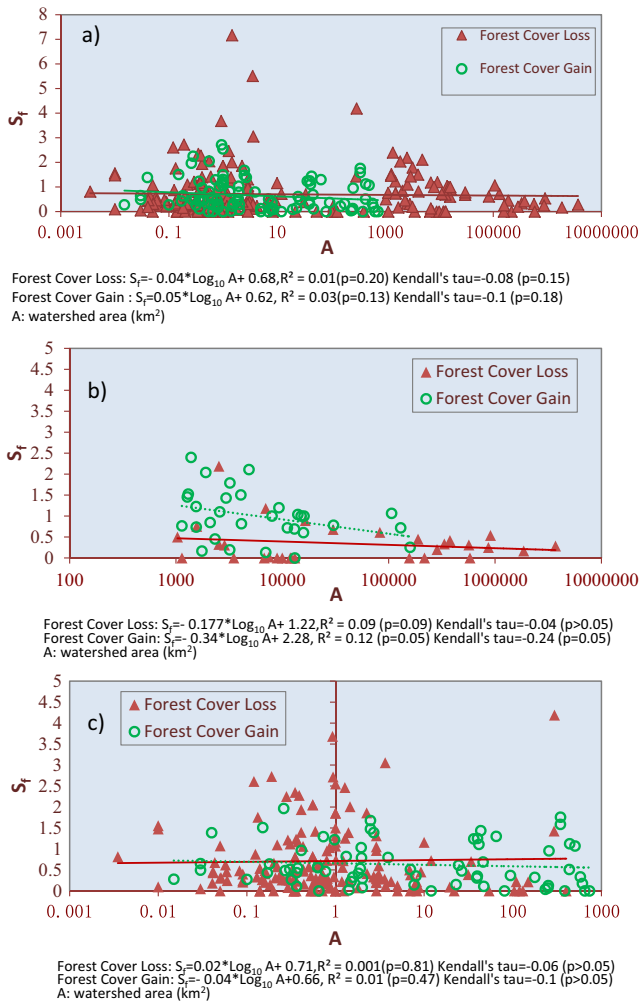 a)
Forest Cover Loss
Forest Cover Gain
8
7
6
5
4
3
2
1
0
S_f
0.001 0.1 10 1000 100000 10000000
A
Forest Cover Loss: S_f=- 0.04*Log₁₀ A+ 0.68,R² = 0.01(p=0.20) Kendall's tau=-0.08 (p=0.15)
Forest Cover Gain : S_f=0.05*Log₁₀ A+ 0.62, R² = 0.03(p=0.13) Kendall's tau=-0.1 (p=0.18)
A: watershed area (km²)
b)
Forest Cover Loss
Forest Cover Gain
5
4.5
4
3.5
3
2.5
2
1.5
1
0.5
0
S_f
100 1000 10000 100000 1000000 10000000
A
Forest Cover Loss: S_f=- 0.177*Log₁₀ A+ 1.22,R² = 0.09 (p=0.09) Kendall's tau=-0.04 (p>0.05)
Forest Cover Gain: S_f=- 0.34*Log₁₀ A+ 2.28, R² = 0.12 (p=0.05) Kendall's tau=-0.24 (p=0.05)
A: watershed area (km²)
c)
Forest Cover Loss
Forest Cover Gain
5
4.5
4
3.5
3
2.5
2
1.5
1
0.5
0
S_f
0.001 0.01 0.1 1 10 100 1000
A
Forest Cover Loss: S_f=0.02*Log₁₀ A+ 0.71,R² = 0.001(p=0.81) Kendall's tau=-0.06 (p>0.05)
Forest Cover Gain: S_f=- 0.04*Log₁₀ A+0.66, R² = 0.01 (p=0.47) Kendall's tau=-0.1 (p>0.05)
A: watershed area (km²)